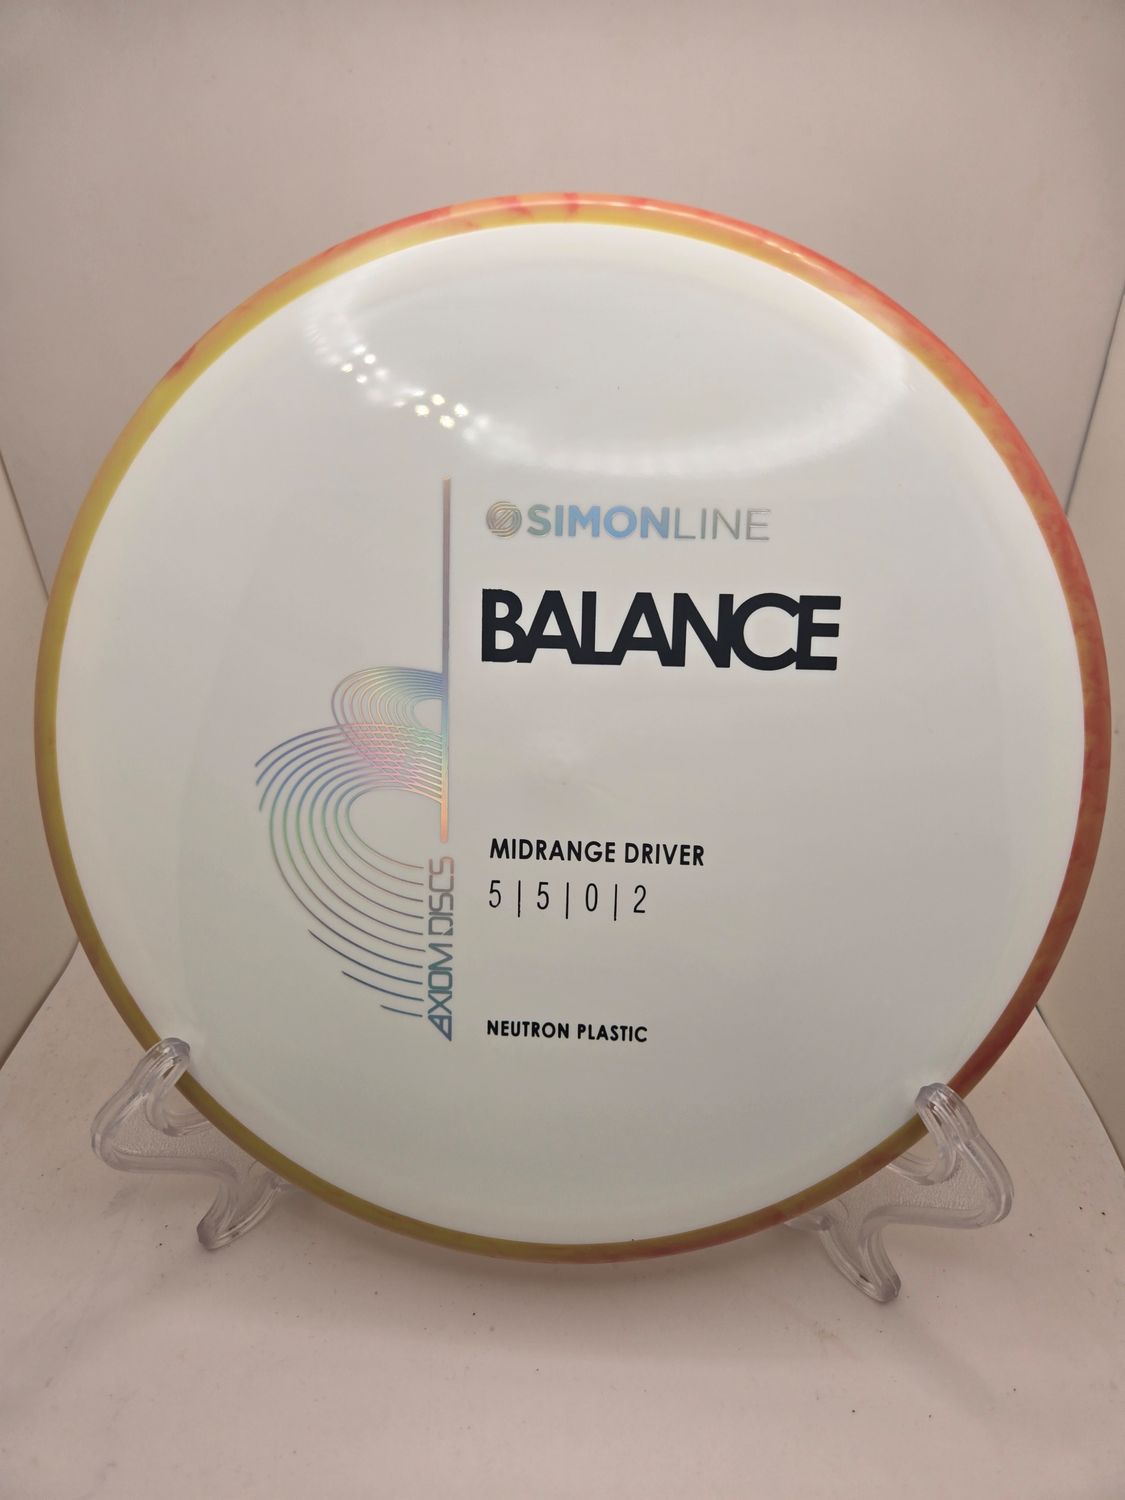 SIMONLINE
BALANCE
MIDRANGE DRIVER
5 | 5 | 0 | 2
AXIOM DISCS
NEUTRON PLASTIC